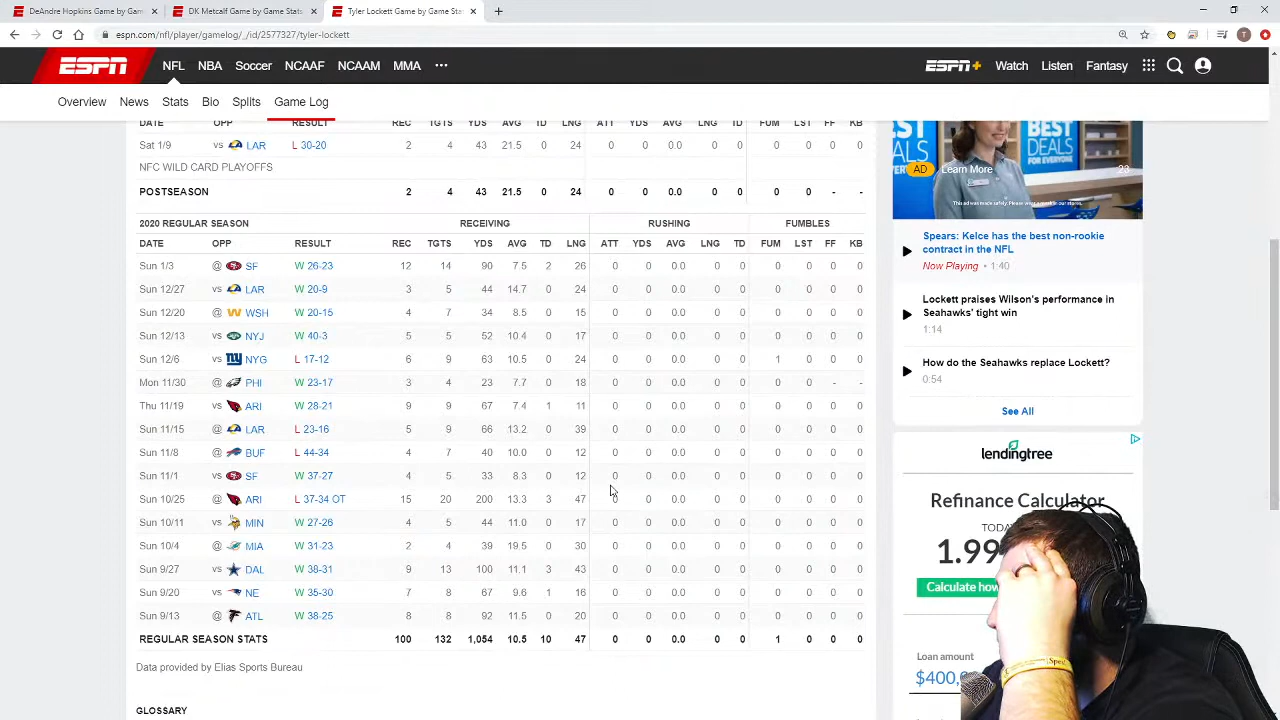 DeAndre Hopkins Game by Gam
DK Metcalf Game by Game Stats
Tyler Lockett Game by Game Stat
espn.com/nfl/player/gamelog/_/id/2577327/tyler-lockett
T
ESPN NFL NBA Soccer NCAAF NCAAM MMA ESPN+ Watch Listen Fantasy
Overview News Stats Bio Splits Game Log
DATE OPP RESULT REC TGTS YDS AVG TD LNG ATT YDS AVG LNG TD FUM LST FF KB
Sat 1/9 vs LAR L 30-20 2 4 43 21.5 0 24 0 0 0.0 0 0 0 0 0 0
NFC WILD CARD PLAYOFFS
POSTSEASON 2 4 43 21.5 0 24 0 0 0.0 0 0 0 0 - -
2020 REGULAR SEASON RECEIVING RUSHING FUMBLES
DATE OPP RESULT REC TGTS YDS AVG TD LNG ATT YDS AVG LNG TD FUM LST FF KB
Sun 1/3 @ SF W 26-23 12 14 90 7.5 2 26 0 0 0.0 0 0 0 0 0 0
Sun 12/27 vs LAR W 20-9 3 5 44 14.7 0 24 0 0 0.0 0 0 0 0 0 0
Sun 12/20 @ WSH W 20-15 4 7 34 8.5 0 15 0 0 0.0 0 0 0 0 0 0
Sun 12/13 vs NYJ W 40-3 5 5 52 10.4 0 17 0 0 0.0 0 0 0 0 0 0
Sun 12/6 vs NYG L 17-12 6 9 63 10.5 0 24 0 0 0.0 0 0 1 0 0 0
Mon 11/30 @ PHI W 23-17 3 4 23 7.7 0 18 0 0 0.0 0 0 0 0 - -
Thu 11/19 vs ARI W 28-21 9 9 67 7.4 1 11 0 0 0.0 0 0 0 0 0 0
Sun 11/15 @ LAR L 23-16 5 9 66 13.2 0 39 0 0 0.0 0 0 0 0 0 0
Sun 11/8 @ BUF L 44-34 4 7 40 10.0 0 12 0 0 0.0 0 0 0 0 0 0
Sun 11/1 vs SF W 37-27 4 5 33 8.3 0 12 0 0 0.0 0 0 0 0 0 0
Sun 10/25 @ ARI L 37-34 OT 15 20 200 13.3 3 47 0 0 0.0 0 0 0 0 0 0
Sun 10/11 vs MIN W 27-26 4 5 44 11.0 0 17 0 0 0.0 0 0 0 0 0 0
Sun 10/4 @ MIA W 31-23 2 4 39 19.5 0 30 0 0 0.0 0 0 0 0 0 0
Sun 9/27 vs DAL W 38-31 9 13 100 11.1 3 43 0 0 0.0 0 0 0 0 0 0
Sun 9/20 vs NE W 35-30 7 8 67 9.6 1 16 0 0 0.0 0 0 0 0 0 0
Sun 9/13 @ ATL W 38-25 8 8 92 11.5 0 20 0 0 0.0 0 0 0 0 0 0
REGULAR SEASON STATS 100 132 1,054 10.5 10 47 0 0 0.0 0 0 1 0 0 0
Data provided by Elias Sports Bureau
GLOSSARY
BEST BEST
DEALS DEALS
FOR EVERYONE
AD Learn More :23
Spears: Kelce has the best non-rookie
contract in the NFL
Now Playing • 1:40
Lockett praises Wilson's performance in
Seahawks' tight win
1:14
How do the Seahawks replace Lockett?
0:54
See All
lendingtree
Refinance Calculator
TODA
1.99
Calculate how
Loan amount
$400,